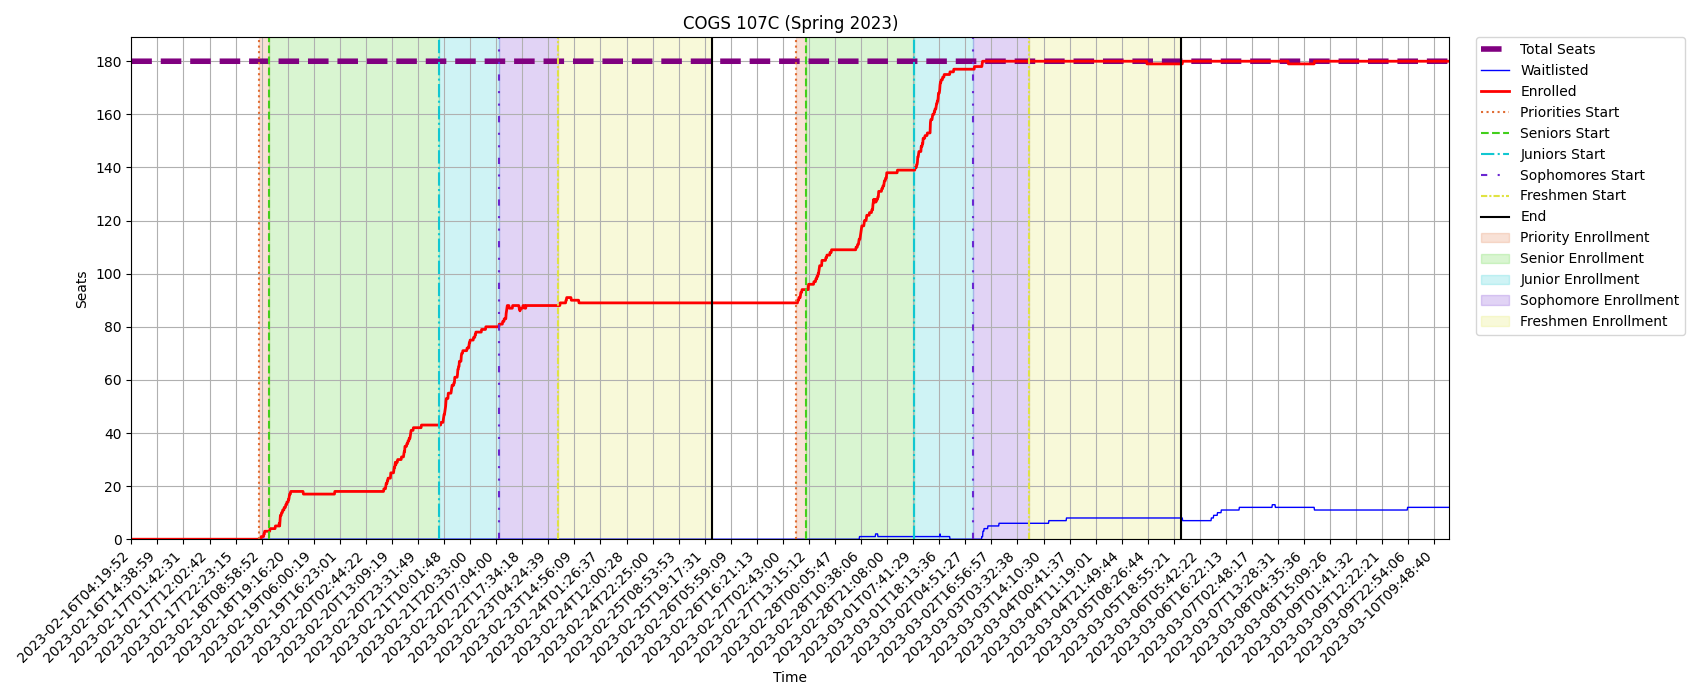 COGS 107C (Spring 2023)
Seats
180
160
140
120
100
80
60
40
20
0
2023-02-16T04:19:52
2023-02-16T14:38:59
2023-02-17T01:42:31
2023-02-17T12:02:42
2023-02-17T22:23:15
2023-02-18T08:58:52
2023-02-18T19:16:20
2023-02-19T06:00:19
2023-02-19T16:23:01
2023-02-20T02:44:22
2023-02-20T13:09:19
2023-02-20T23:31:49
2023-02-21T10:01:48
2023-02-21T20:33:00
2023-02-22T07:04:00
2023-02-22T17:34:18
2023-02-23T04:24:39
2023-02-23T14:56:09
2023-02-24T01:26:37
2023-02-24T12:00:28
2023-02-24T22:25:00
2023-02-25T08:53:53
2023-02-25T19:17:31
2023-02-26T05:59:09
2023-02-26T16:21:13
2023-02-27T02:43:00
2023-02-27T13:15:12
2023-02-28T00:05:47
2023-02-28T10:38:06
2023-02-28T21:08:00
2023-03-01T07:41:29
2023-03-01T18:13:36
2023-03-02T04:51:27
2023-03-02T16:56:57
2023-03-03T03:32:38
2023-03-03T14:10:30
2023-03-04T00:41:37
2023-03-04T11:19:01
2023-03-04T21:49:44
2023-03-05T08:26:44
2023-03-05T18:55:21
2023-03-06T05:42:22
2023-03-06T16:22:13
2023-03-07T02:48:17
2023-03-07T13:28:31
2023-03-08T04:35:36
2023-03-08T15:09:26
2023-03-09T01:41:32
2023-03-09T12:22:21
2023-03-09T22:54:06
2023-03-10T09:48:40
Time
Total Seats
Waitlisted
Enrolled
Priorities Start
Seniors Start
Juniors Start
Sophomores Start
Freshmen Start
End
Priority Enrollment
Senior Enrollment
Junior Enrollment
Sophomore Enrollment
Freshmen Enrollment